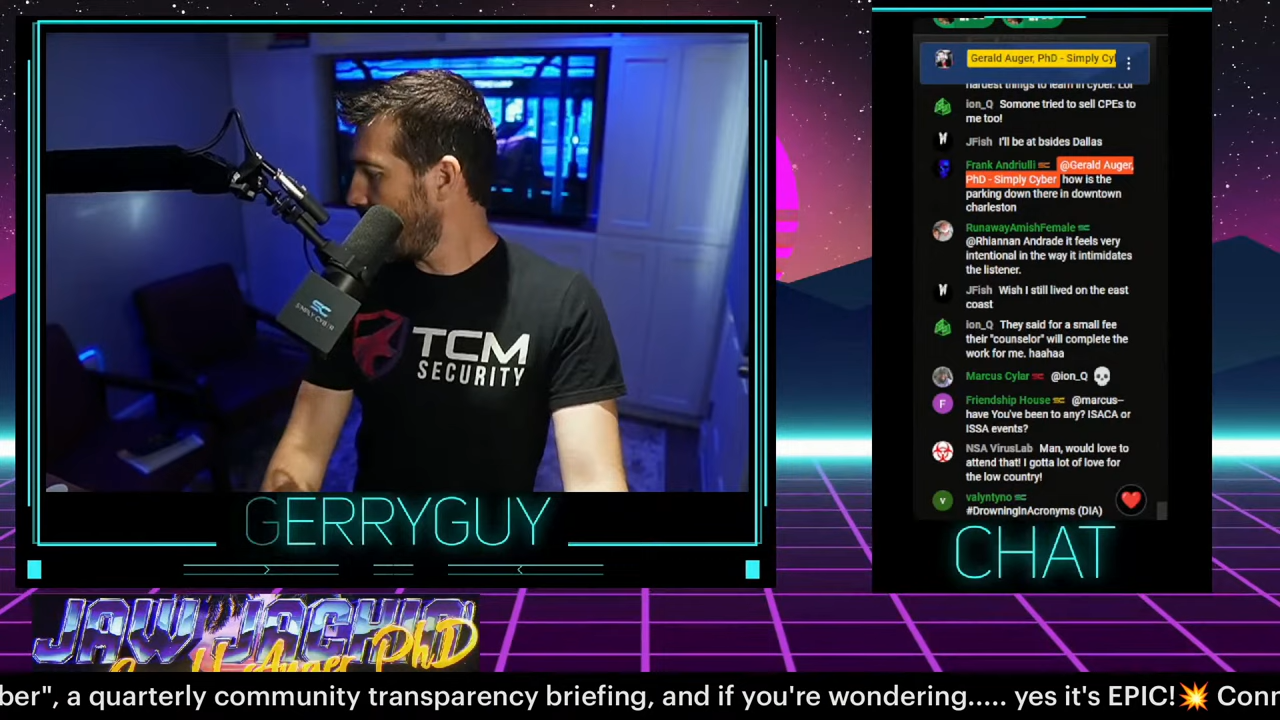 Gerald Auger, PhD - Simply Cy
hardest things to learn in cyber. Lol
ion_Q Somone tried to sell CPEs to
me too!
JFish I'll be at bsides Dallas
Frank Andriulli @Gerald Auger,
PhD - Simply Cyber how is the
parking down there in downtown
charleston
RunawayAmishFemale
@Rhiannan Andrade it feels very
intentional in the way it intimidates
the listener.
JFish Wish I still lived on the east
coast
ion_Q They said for a small fee
their "counselor" will complete the
work for me. haahaa
Marcus Cylar @ion_Q 💀
Friendship House @marcus--
have You've been to any? ISACA or
ISSA events?
NSA VirusLab Man, would love to
attend that! I gotta lot of love for
the low country!
valyntyno
#DrowningInAcronyms (DIA)
SIMPLY CYBER
TCM
SECURITY
GERRYGUY
CHAT
JAW JACKIN'
PhD
ber", a quarterly community transparency briefing, and if you're wondering..... yes it's EPIC!💥 Conn